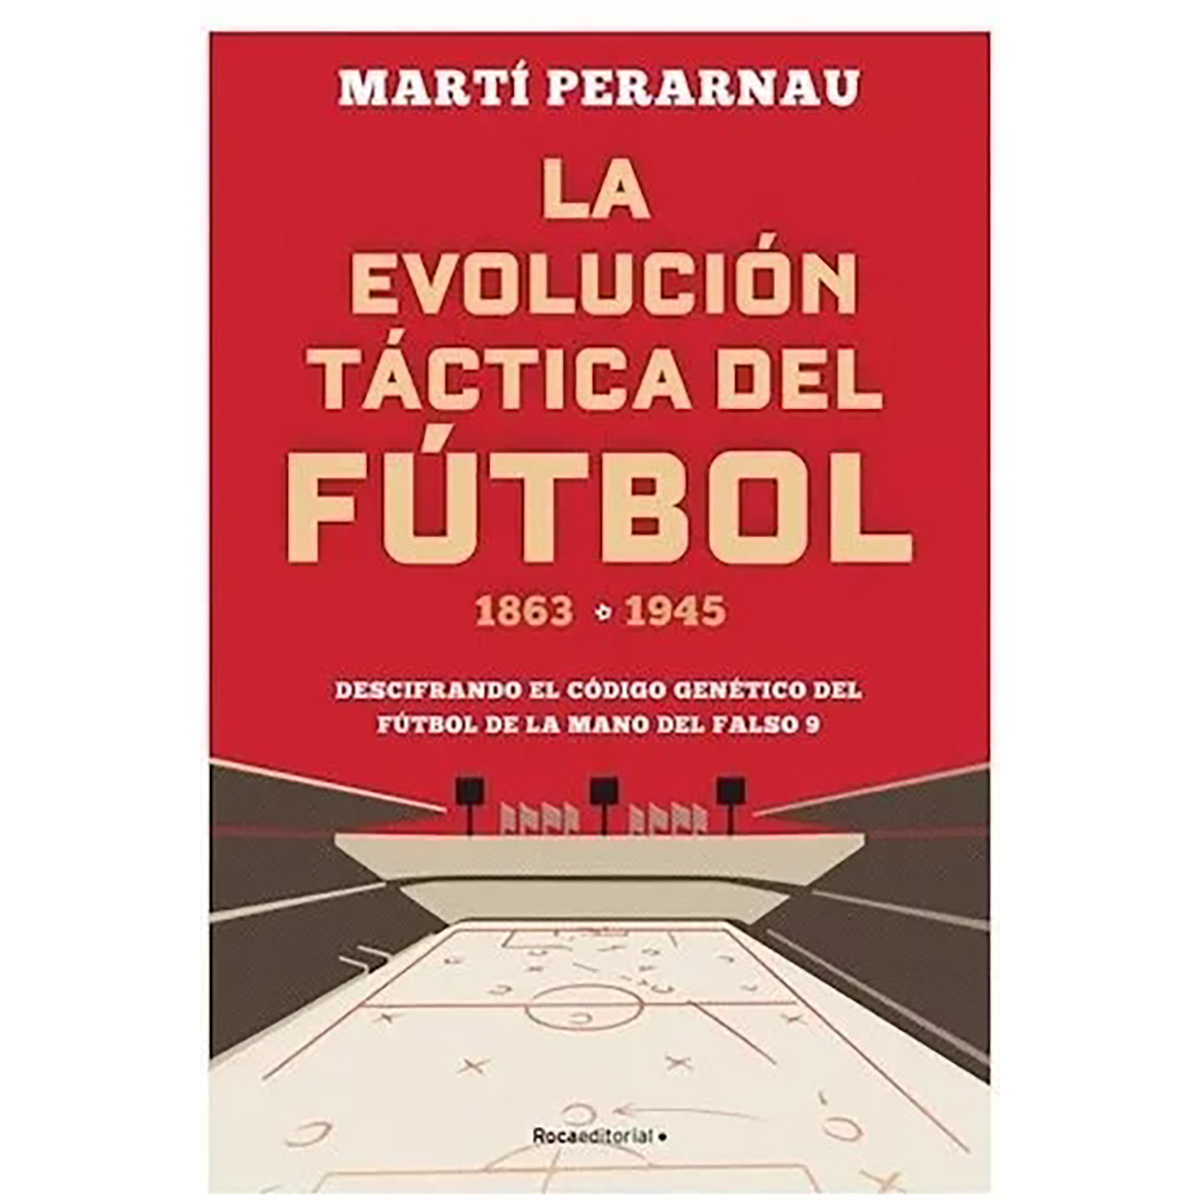 MARTÍ PERARNAU
LA
EVOLUCIÓN
TÁCTICA DEL
FÚTBOL
1863 1945
DESCIFRANDO EL CÓDIGO GENÉTICO DEL
FÚTBOL DE LA MANO DEL FALSO 9
Rocaeditorial